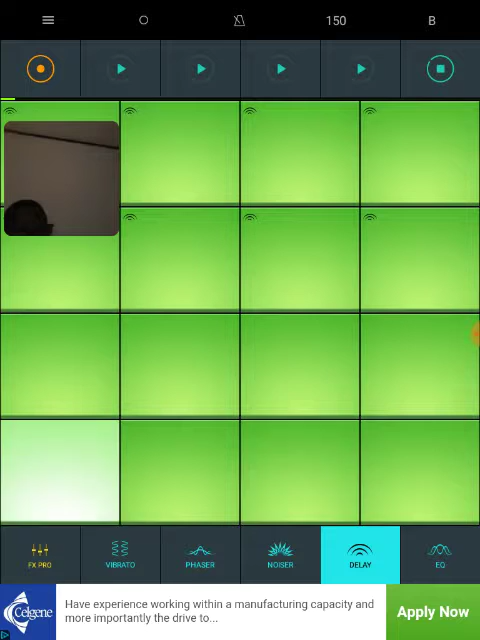 150
B
FX PRO
VIBRATO
PHASER
NOISER
DELAY
EQ
Celgene
Have experience working within a manufacturing capacity and
more importantly the drive to...
Apply Now